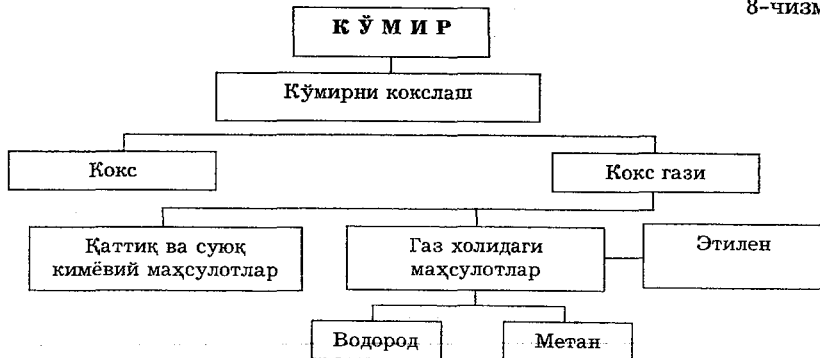 8-чизм
КЎМИР
Кўмирни кокслаш
Кокс
Кокс гази
Қаттиқ ва суюқ
кимёвий маҳсулотлар
Газ холидаги
маҳсулотлар
Этилен
Водород
Метан